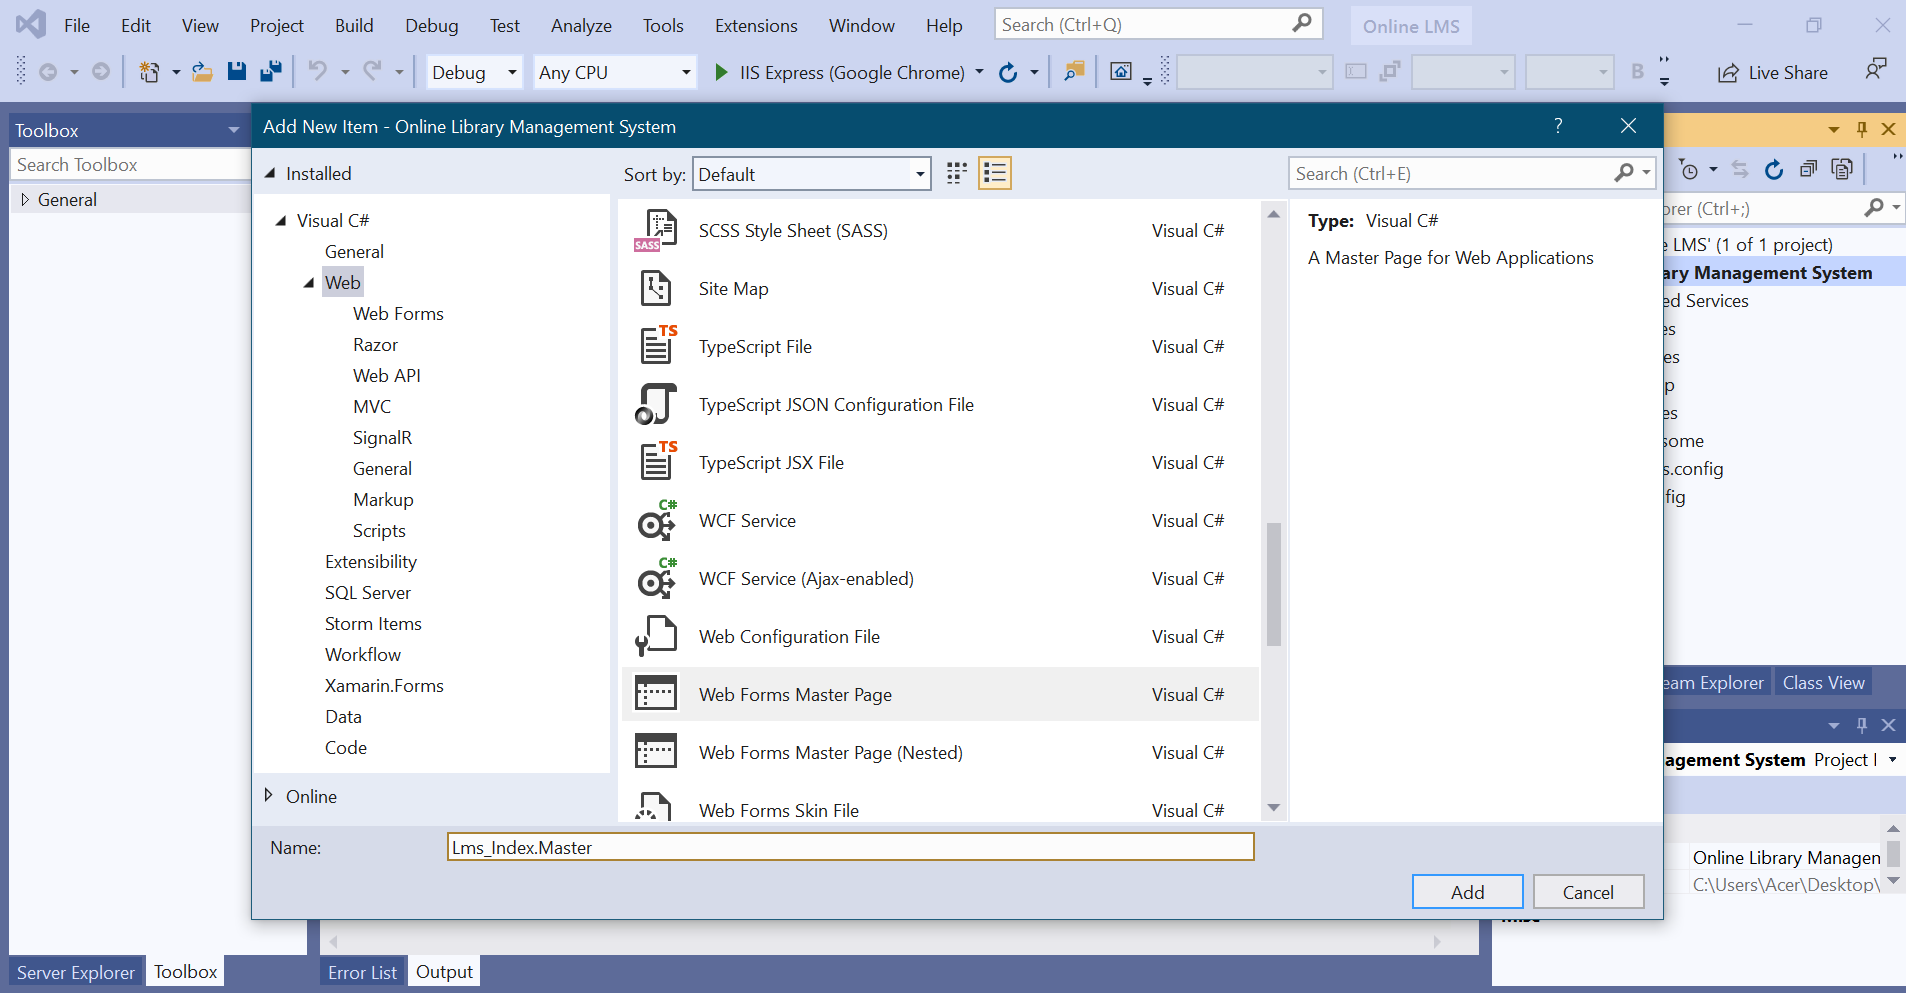 File Edit View Project Build Debug Test Analyze Tools Extensions Window Help Search (Ctrl+Q) Online LMS
Debug Any CPU IIS Express (Google Chrome) B Live Share
Toolbox
Search Toolbox
General
Add New Item - Online Library Management System ?
Installed
Sort by: Default
Search (Ctrl+E)
Visual C#
General
Web
Web Forms
Razor
Web API
MVC
SignalR
General
Markup
Scripts
Extensibility
SQL Server
Storm Items
Workflow
Xamarin.Forms
Data
Code
Online
SASS SCSS Style Sheet (SASS) Visual C#
Site Map Visual C#
TS TypeScript File Visual C#
TypeScript JSON Configuration File Visual C#
TS TypeScript JSX File Visual C#
C# WCF Service Visual C#
C# WCF Service (Ajax-enabled) Visual C#
Web Configuration File Visual C#
Web Forms Master Page Visual C#
Web Forms Master Page (Nested) Visual C#
Web Forms Skin File Visual C#
Type: Visual C#
A Master Page for Web Applications
Name: Lms_Index.Master
Add Cancel
orer (Ctrl+;)
e LMS' (1 of 1 project)
ary Management System
ed Services
es
es
p
es
some
s.config
fig
eam Explorer Class View
agement System Project
Online Library Managen
C:\Users\Acer\Desktop\
Server Explorer Toolbox Error List Output